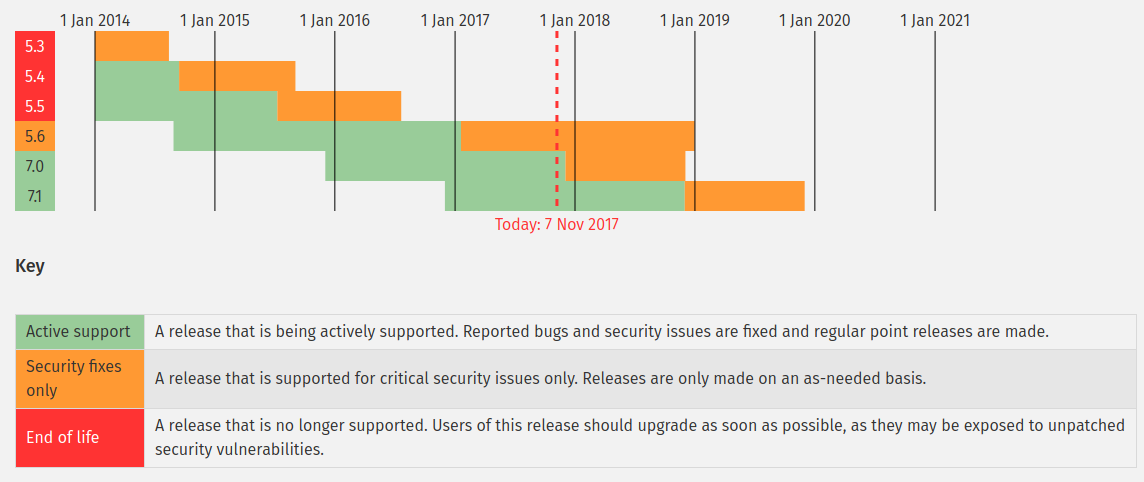 1 Jan 2014 1 Jan 2015 1 Jan 2016 1 Jan 2017 1 Jan 2018 1 Jan 2019 1 Jan 2020 1 Jan 2021
5.3
5.4
5.5
5.6
7.0
7.1
Today: 7 Nov 2017
Key
Active support A release that is being actively supported. Reported bugs and security issues are fixed and regular point releases are made.
Security fixes
only
A release that is supported for critical security issues only. Releases are only made on an as-needed basis.
End of life
A release that is no longer supported. Users of this release should upgrade as soon as possible, as they may be exposed to unpatched
security vulnerabilities.